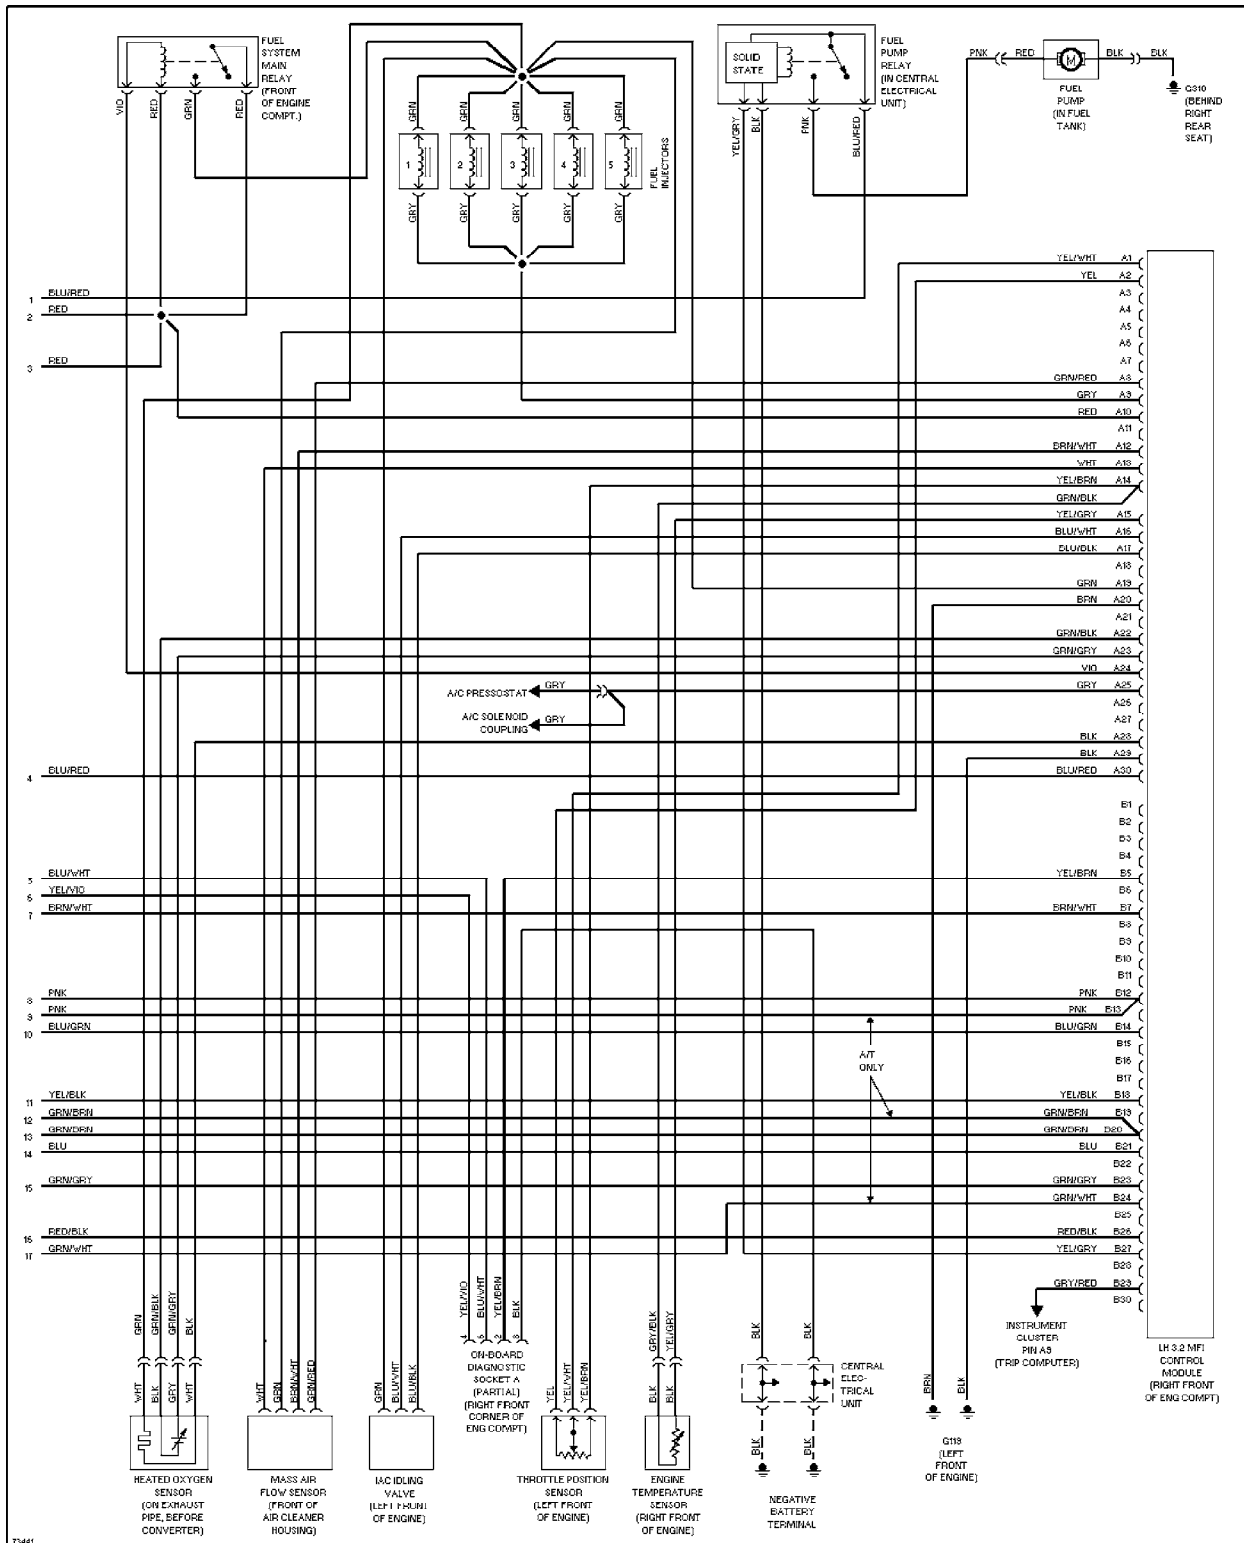 FUEL
SYSTEM
MAIN
RELAY
(FRONT
OF ENGINE
COMPT.)
VIO
RED
GRN
RED
GRN
GRN
GRN
GRN
GRN
1
2
3
4
5
FUEL
INJECTORS
GRY
GRY
GRY
GRY
GRY
SOLID
STATE
FUEL
PUMP
RELAY
(IN CENTRAL
ELECTRICAL
UNIT)
YEL/GRY
BLK
PNK
BLU/RED
PNK
RED
M
BLK
BLK
FUEL
PUMP
(IN FUEL
TANK)
G310
(BEHIND
RIGHT
REAR
SEAT)
1 BLU/RED
2 RED
3 RED
4 BLU/RED
5 BLU/WHT
6 YEL/VIO
7 BRN/WHT
8 PNK
9 PNK
10 BLU/GRN
11 YEL/BLK
12 GRN/BRN
13 GRN/ORN
14 BLU
15 GRN/GRY
16 RED/BLK
17 GRN/WHT
YEL/WHT A1
YEL A2
A3
A4
A5
A6
A7
GRN/RED A8
GRY A9
RED A10
A11
BRN/WHT A12
WHT A13
YEL/BRN A14
GRN/BLK
YEL/GRY A15
BLU/WHT A16
BLU/BLK A17
A18
GRN A19
BRN A20
A21
GRN/BLK A22
GRN/GRY A23
VIO A24
GRY A25
A26
A27
BLK A28
BLK A29
BLU/RED A30
A/C PRESSOSTAT GRY
A/C SOLENOID
COUPLING GRY
B1
B2
B3
B4
YEL/BRN B5
B6
BRN/WHT B7
B8
B9
B10
B11
PNK B12
PNK B13
BLU/GRN B14
B15
B16
B17
YEL/BLK B18
GRN/BRN B19
GRN/ORN B20
BLU B21
B22
GRN/GRY B23
GRN/WHT B24
B25
RED/BLK B26
YEL/GRY B27
B28
GRY/RED B29
B30
A/T
ONLY
INSTRUMENT
CLUSTER
PIN A9
(TRIP COMPUTER)
LH 3.2 MFI
CONTROL
MODULE
(RIGHT FRONT
OF ENG COMPT)
GRN
GRN/BLK
GRN/GRY
BLK
WHT
BLK
GRY
WHT
HEATED OXYGEN
SENSOR
(ON EXHAUST
PIPE, BEFORE
CONVERTER)
WHT
GRN
BRN/WHT
GRN/RED
MASS AIR
FLOW SENSOR
(FRONT OF
AIR CLEANER
HOUSING)
GRN
BLU/WHT
BLU/BLK
IAC IDLING
VALVE
(LEFT FRONT
OF ENGINE)
YEL/VIO
BLU/WHT
YEL/BRN
BLK
ON-BOARD
DIAGNOSTIC
SOCKET A
(PARTIAL)
(RIGHT FRONT
CORNER OF
ENG COMPT)
YEL
YEL/WHT
YEL/BRN
THROTTLE POSITION
SENSOR
(LEFT FRONT
OF ENGINE)
GRY/BLK
YEL/GRY
BLK
BLK
ENGINE
TEMPERATURE
SENSOR
(RIGHT FRONT
OF ENGINE)
BLK
BLK
CENTRAL
ELEC-
TRICAL
UNIT
BLK
BLK
NEGATIVE
BATTERY
TERMINAL
BRN
BLK
G113
(LEFT
FRONT
OF ENGINE)
73441